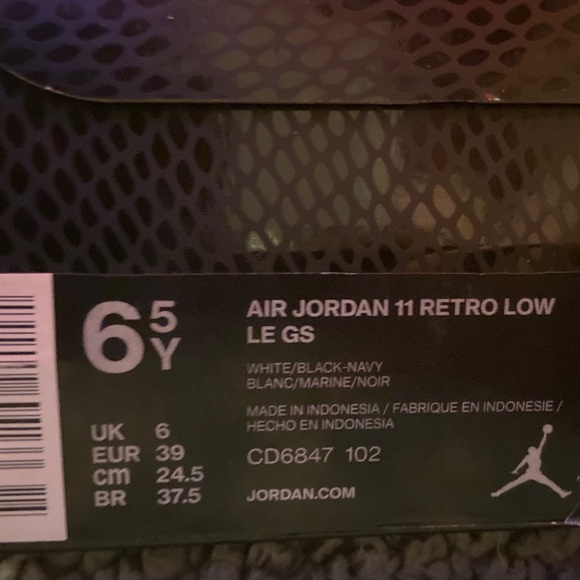 6 5 Y
AIR JORDAN 11 RETRO LOW
LE GS
WHITE/BLACK-NAVY
BLANC/MARINE/NOIR
MADE IN INDONESIA / FABRIQUE EN INDONESIE /
HECHO EN INDONESIA
CD6847 102
JORDAN.COM
UK 6
EUR 39
cm 24.5
BR 37.5